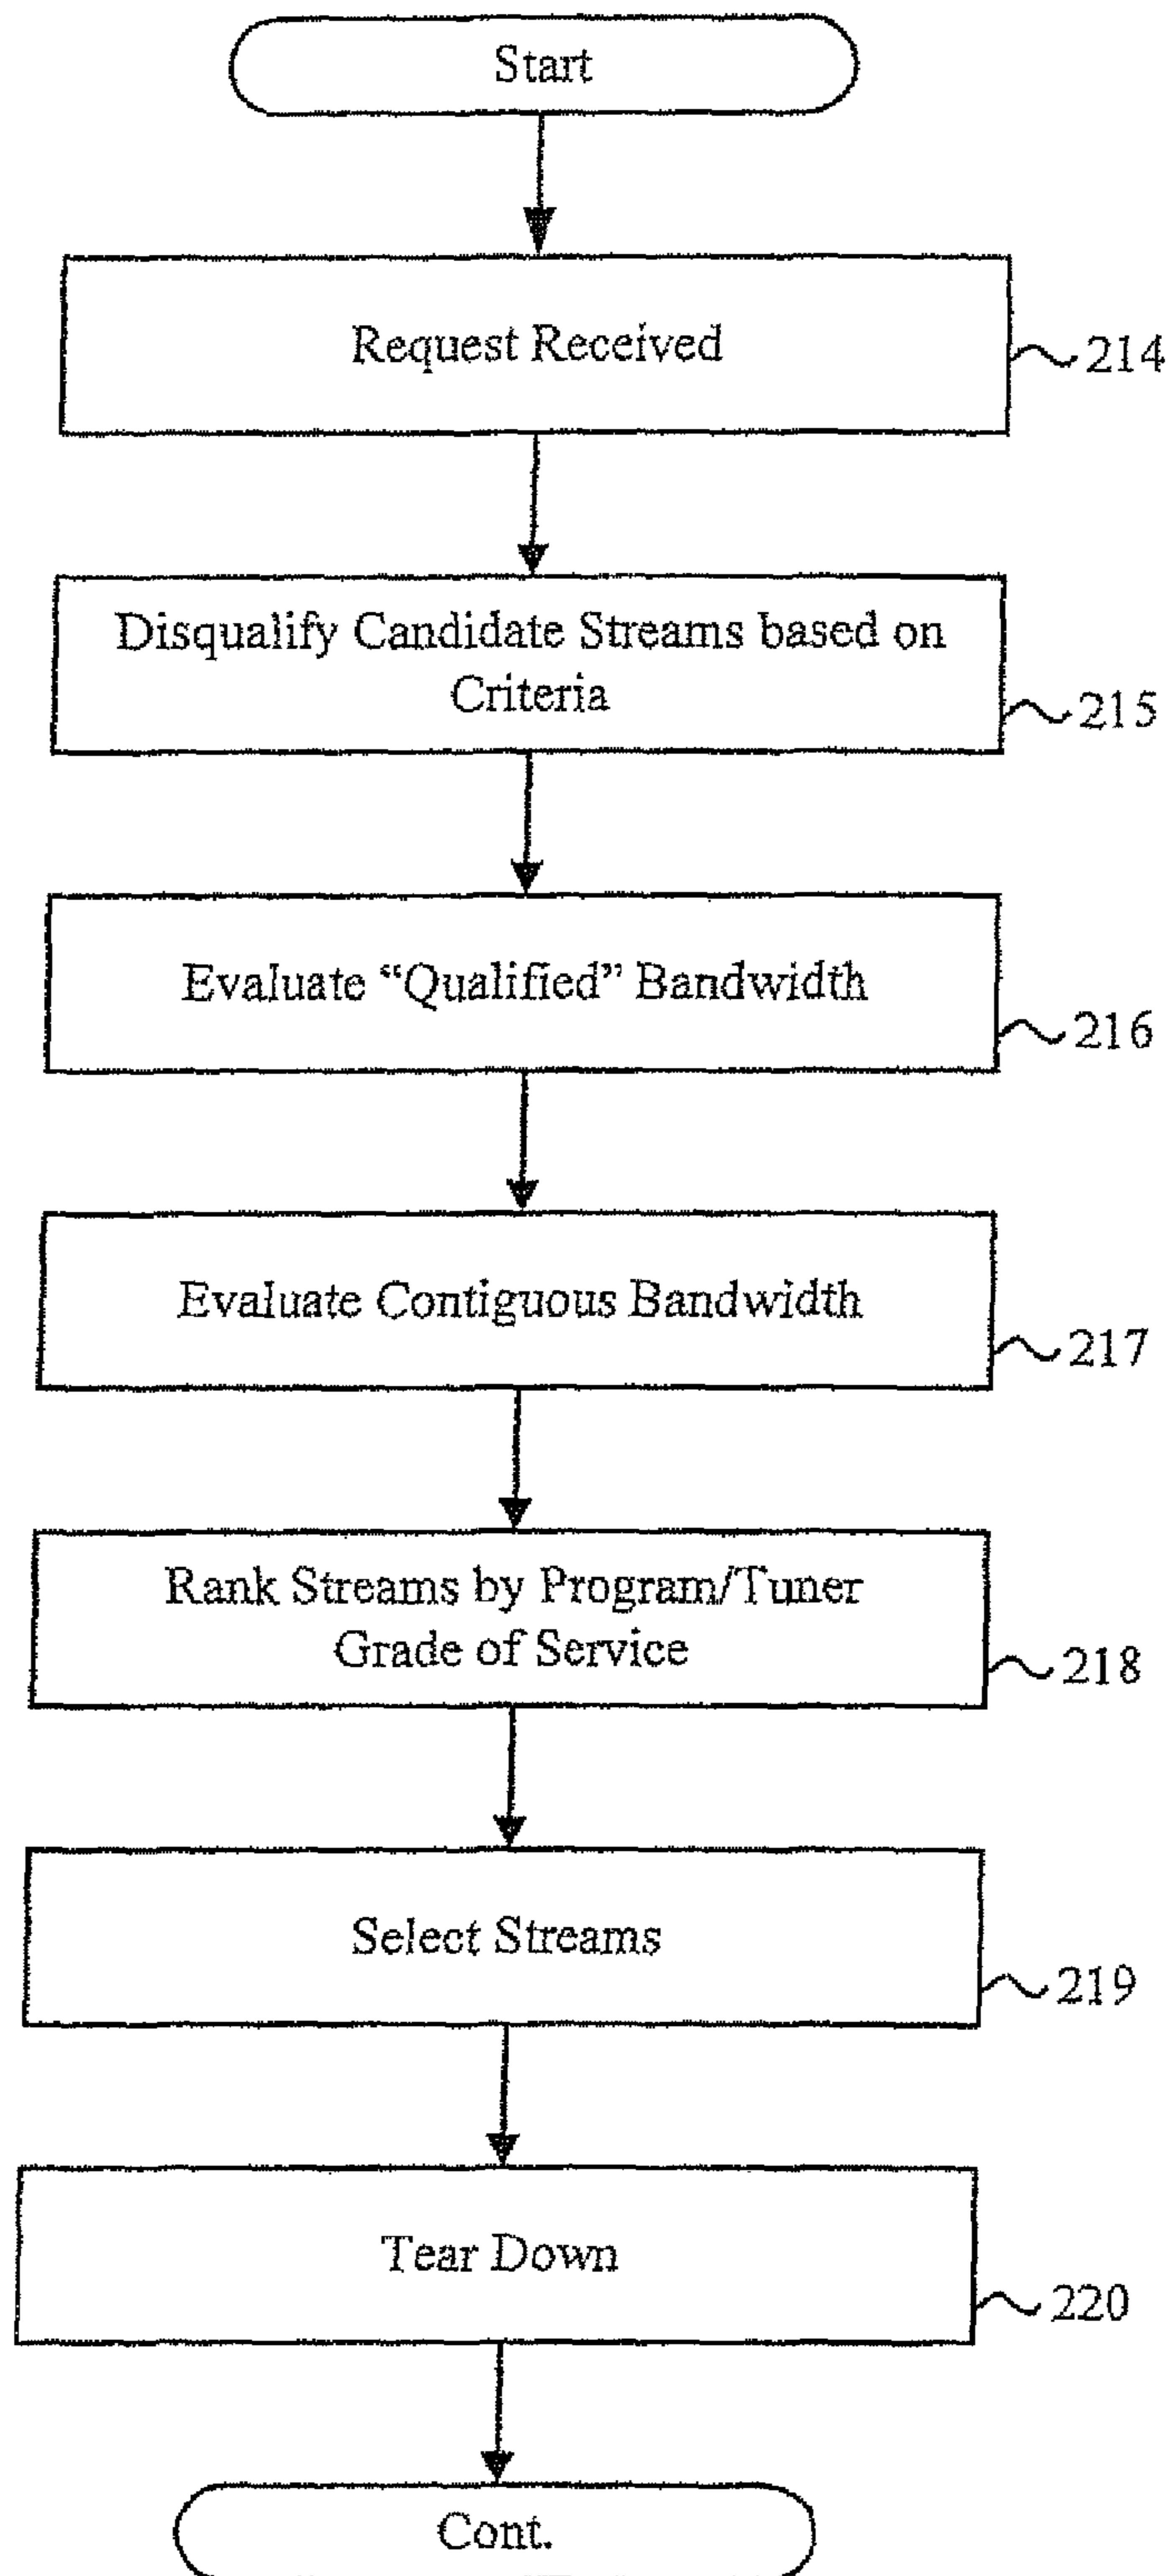 Start
Request Received
214
Disqualify Candidate Streams based on
Criteria
215
Evaluate “Qualified” Bandwidth
216
Evaluate Contiguous Bandwidth
217
Rank Streams by Program/Tuner
Grade of Service
218
Select Streams
219
Tear Down
220
Cont.